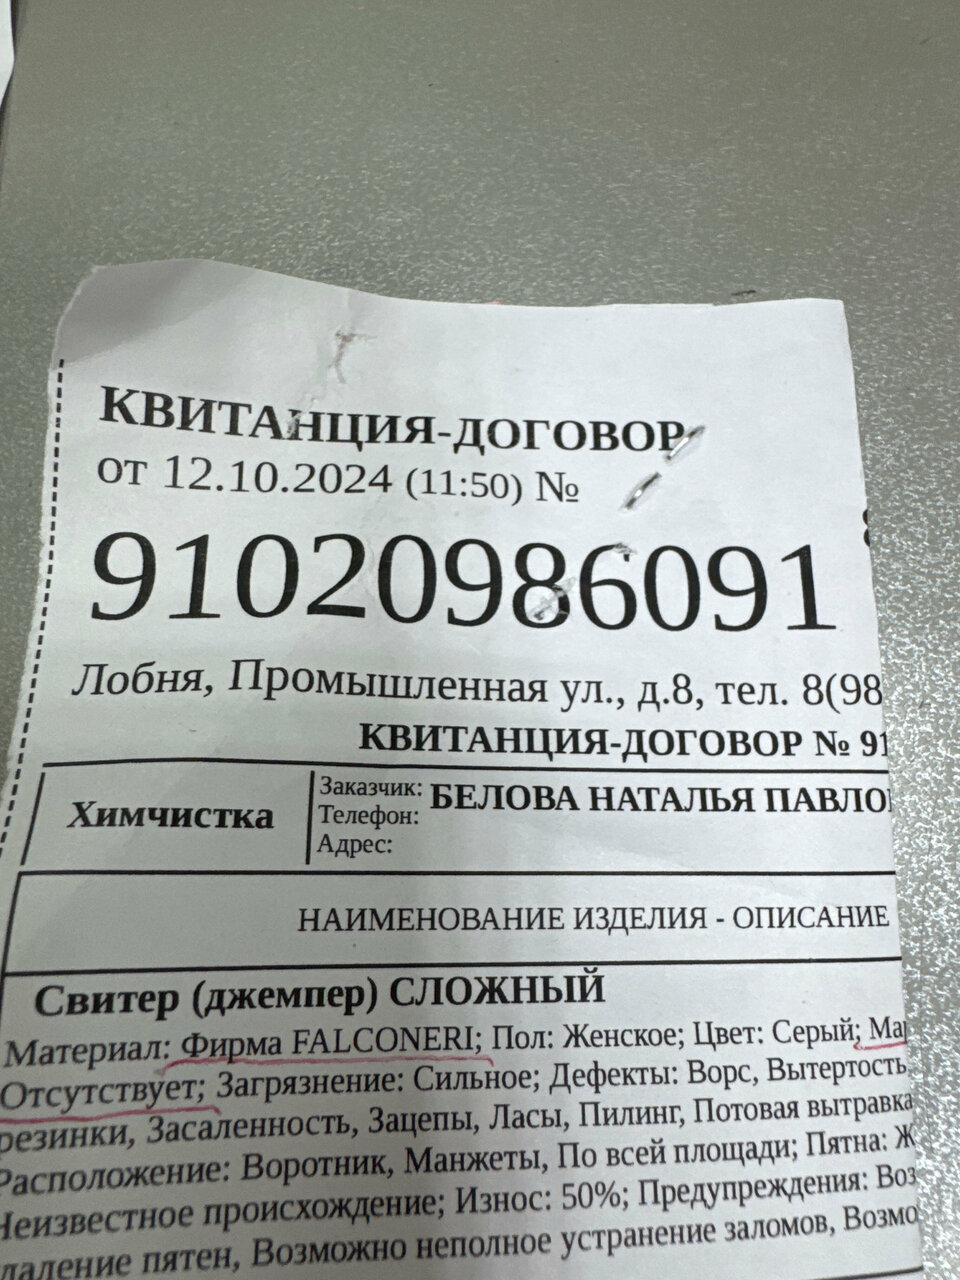 КВИТАНЦИЯ-ДОГОВОР
от 12.10.2024 (11:50) №
91020986091
Лобня, Промышленная ул., д.8, тел. 8(98
КВИТАНЦИЯ-ДОГОВОР № 91
Химчистка
Заказчик: БЕЛОВА НАТАЛЬЯ ПАВЛО
Телефон:
Адрес:
НАИМЕНОВАНИЕ ИЗДЕЛИЯ - ОПИСАНИЕ
Свитер (джемпер) СЛОЖНЫЙ
Материал: Фирма FALCONERI; Пол: Женское; Цвет: Серый; Ма
Отсутствует; Загрязнение: Сильное; Дефекты: Ворс, Вытертость,
резинки, Засаленность, Зацепы, Ласы, Пилинг, Потовая вытравка
Расположение: Воротник, Манжеты, По всей площади; Пятна: Ж
Неизвестное происхождение; Износ: 50%; Предупреждения: Воз
даление пятен, Возможно неполное устранение заломов, Возмо